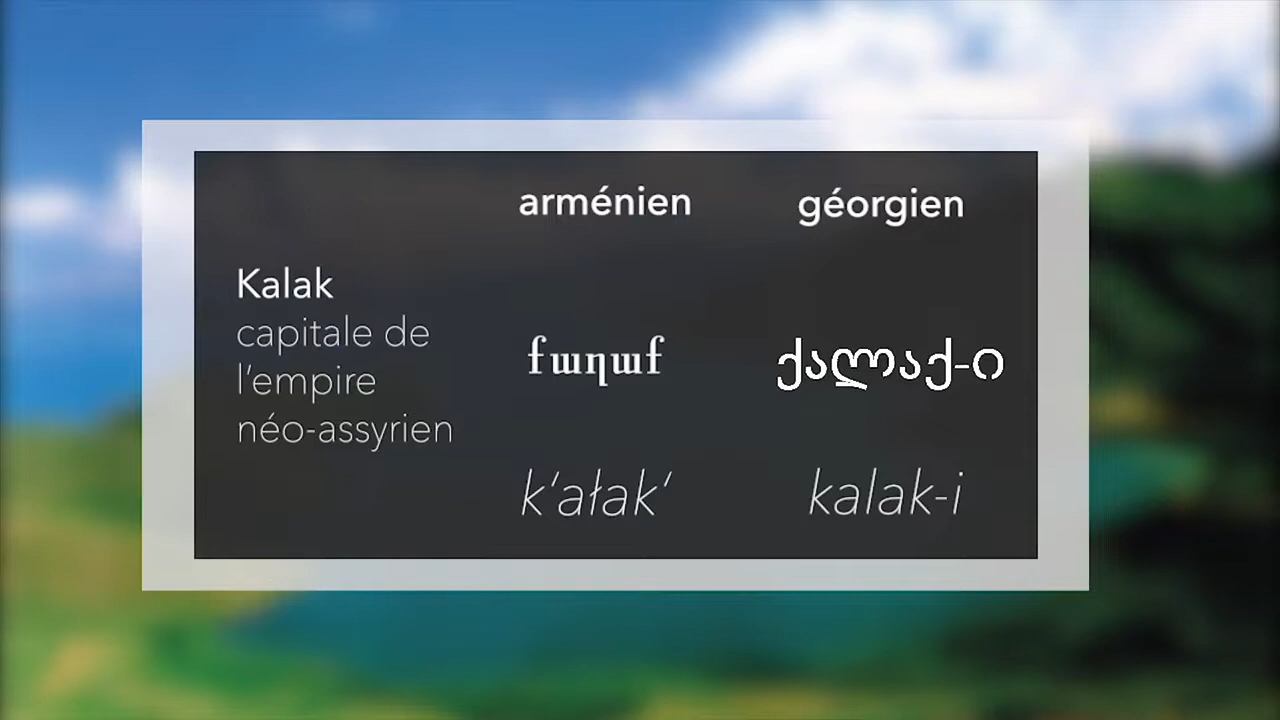 arménien géorgien
Kalak
capitale de
l’empire
néo-assyrien
քաղաք ქალაქ-ი
k‘ałak‘ kalak-i